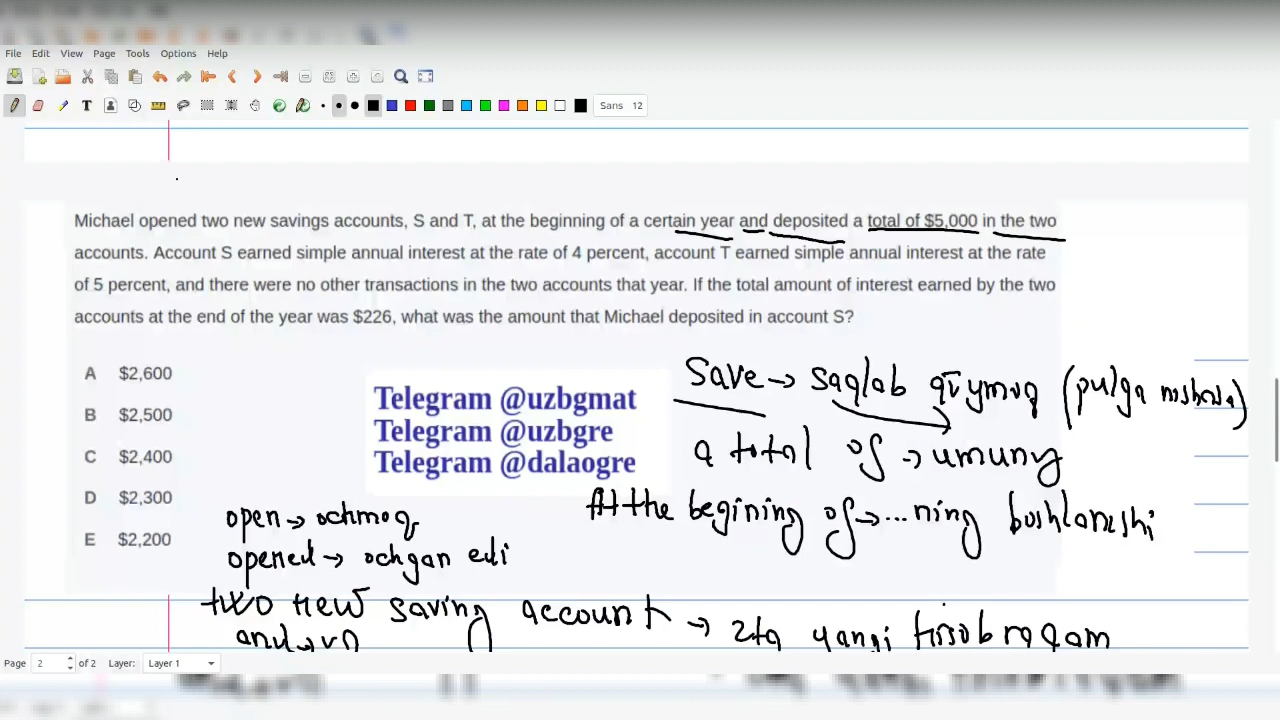 File Edit View Page Tools Options Help
Sans 12
Michael opened two new savings accounts, S and T, at the beginning of a certain year and deposited a total of $5,000 in the two
accounts. Account S earned simple annual interest at the rate of 4 percent, account T earned simple annual interest at the rate
of 5 percent, and there were no other transactions in the two accounts that year. If the total amount of interest earned by the two
accounts at the end of the year was $226, what was the amount that Michael deposited in account S?
A $2,600
B $2,500
C $2,400
D $2,300
E $2,200
Telegram @uzbgmat
Telegram @uzbgre
Telegram @dalaogre
Save → saqlab qo'ymoq (pulga nisbatan)
a total of → umumiy
At the begining of → ...ning boshlanishi
open → ochmoq
opened → ochgan edi
two new saving account → 2ta yangi hisobraqam
and → va
Page 2 of 2 Layer: Layer 1